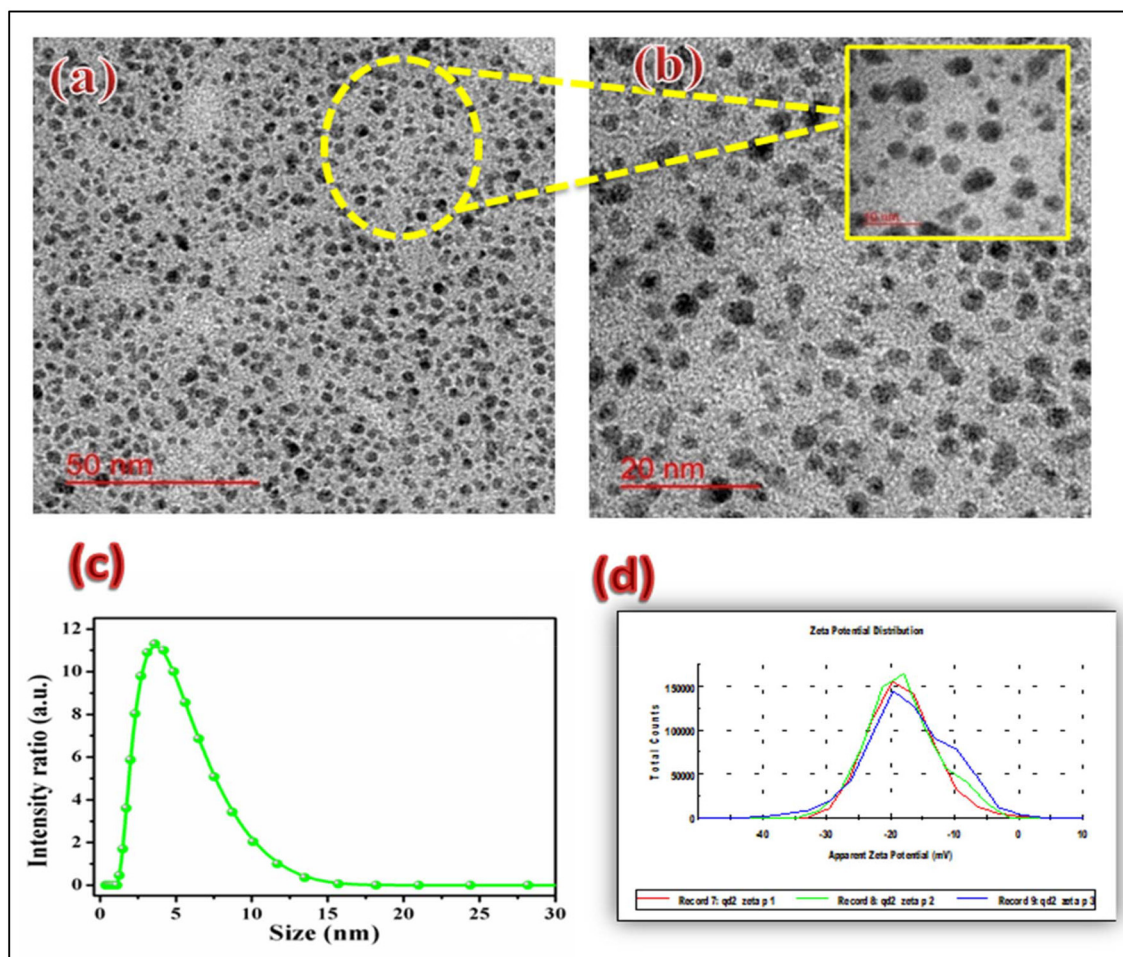 (a)
(b)
10 nm
50 nm
20 nm
(c)
(d)
12
10
8
6
4
2
0
Intensity ratio (a.u.)
0 5 10 15 20 25 30
Size (nm)
Zeta Potential Distribution
150000
100000
50000
0
Total Counts
-40 -30 -20 -10 0 10
Apparent Zeta Potential (mV)
Record 7: qd2 zeta p 1 Record 8: qd2 zeta p 2 Record 9: qd2 zeta p 3